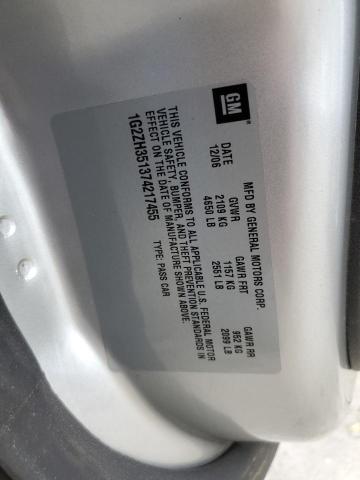 GM
MFD BY GENERAL MOTORS CORP.
DATE GVWR GAWR FRT GAWR RR
12/06 2109 KG 1157 KG 952 KG
4650 LB 2551 LB 2099 LB
THIS VEHICLE CONFORMS TO ALL APPLICABLE U.S. FEDERAL MOTOR
VEHICLE SAFETY, BUMPER, AND THEFT PREVENTION STANDARDS IN
EFFECT ON THE DATE OF MANUFACTURE SHOWN ABOVE.
1G2ZH351374217455 TYPE: PASS CAR